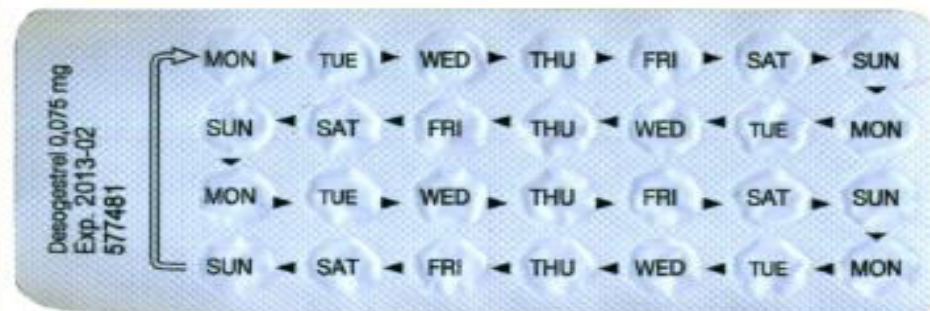 Desogestrel 0,075 mg
Exp. 2013-02
577481
MON TUE WED THU FRI SAT SUN
SUN SAT FRI THU WED TUE MON
MON TUE WED THU FRI SAT SUN
SUN SAT FRI THU WED TUE MON